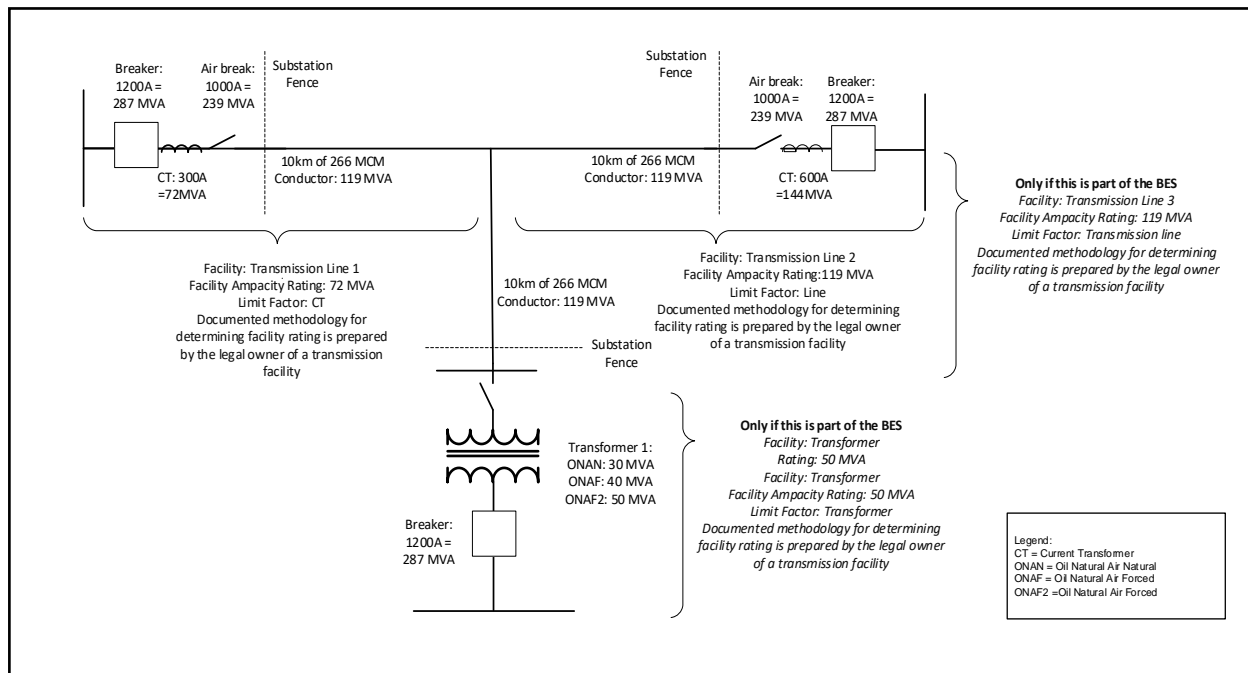 Breaker:
1200A =
287 MVA
Air break:
1000A =
239 MVA
Substation
Fence
CT: 300A
=72MVA
10km of 266 MCM
Conductor: 119 MVA
Substation
Fence
Air break:
1000A =
239 MVA
Breaker:
1200A =
287 MVA
10km of 266 MCM
Conductor: 119 MVA
CT: 600A
=144MVA
Only if this is part of the BES
Facility: Transmission Line 3
Facility Ampacity Rating: 119 MVA
Limit Factor: Transmission line
Documented methodology for determining
facility rating is prepared by the legal owner
of a transmission facility
Facility: Transmission Line 1
Facility Ampacity Rating: 72 MVA
Limit Factor: CT
Documented methodology for
determining facility rating is prepared
by the legal owner of a transmission
facility
10km of 266 MCM
Conductor: 119 MVA
Facility: Transmission Line 2
Facility Ampacity Rating:119 MVA
Limit Factor: Line
Documented methodology for determining
facility rating is prepared by the legal owner
of a transmission facility
Substation
Fence
Transformer 1:
ONAN: 30 MVA
ONAF: 40 MVA
ONAF2: 50 MVA
Breaker:
1200A =
287 MVA
Only if this is part of the BES
Facility: Transformer
Rating: 50 MVA
Facility: Transformer
Facility Ampacity Rating: 50 MVA
Limit Factor: Transformer
Documented methodology for determining
facility rating is prepared by the legal owner
of a transmission facility
Legend:
CT = Current Transformer
ONAN = Oil Natural Air Natural
ONAF = Oil Natural Air Forced
ONAF2 =Oil Natural Air Forced